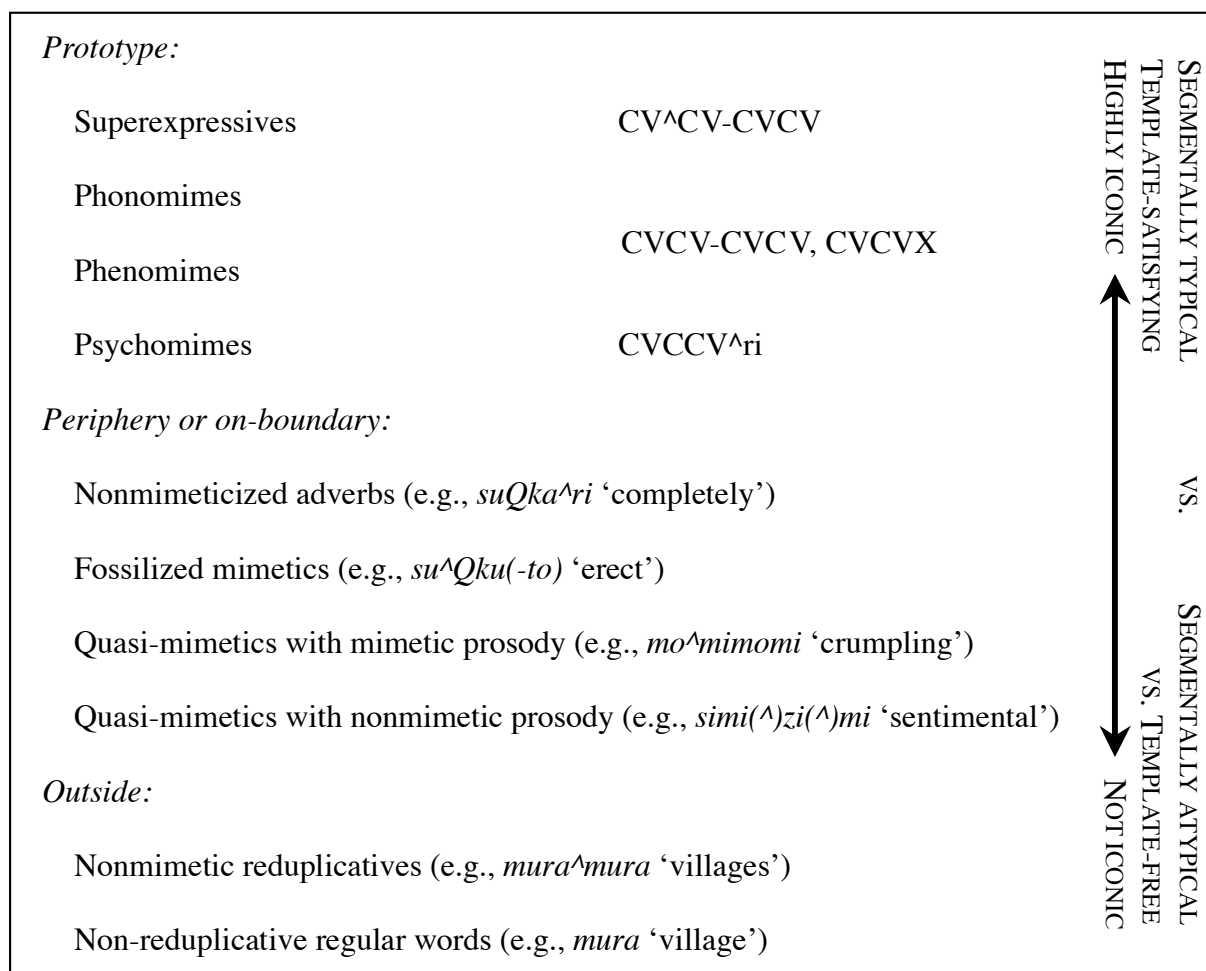 Prototype:
Superexpressives CV^CV-CVCV
Phonomimes
CVCV-CVCV, CVCVX
Phenomimes
Psychomimes CVCCV^ri
Periphery or on-boundary:
Nonmimeticized adverbs (e.g., suQka^ri ‘completely’)
Fossilized mimetics (e.g., su^Qku(-to) ‘erect’)
Quasi-mimetics with mimetic prosody (e.g., mo^mimomi ‘crumpling’)
Quasi-mimetics with nonmimetic prosody (e.g., simi(^)zi(^)mi ‘sentimental’)
Outside:
Nonmimetic reduplicatives (e.g., mura^mura ‘villages’)
Non-reduplicative regular words (e.g., mura ‘village’)
SEGMENTALLY TYPICAL VS. SEGMENTALLY ATYPICAL
TEMPLATE-SATISFYING VS. TEMPLATE-FREE
HIGHLY ICONIC NOT ICONIC